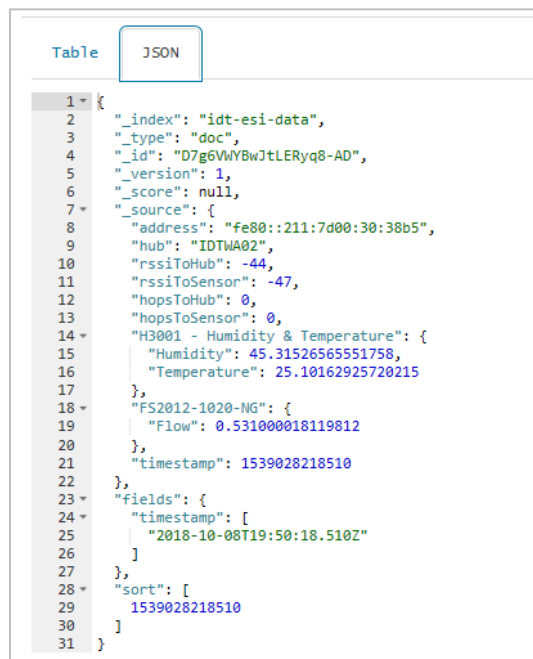 Table JSON
1 {
2 "_index": "idt-esi-data",
3 "_type": "doc",
4 "_id": "D7g6VWYBwJtLERyq8-AD",
5 "_version": 1,
6 "_score": null,
7 "_source": {
8 "address": "fe80::211:7d00:30:38b5",
9 "hub": "IDTWA02",
10 "rssiToHub": -44,
11 "rssiToSensor": -47,
12 "hopsToSensor": 0,
13 "hopsToSensor": 0,
14 "H3001 - Humidity & Temperature": {
15 "Humidity": 45.31526565551758,
16 "Temperature": 25.10162925720215
17 },
18 "FS2012-1020-NG": {
19 "Flow": 0.531000018119812
20 },
21 "timestamp": 1539028218510
22 },
23 "fields": {
24 "timestamp": [
25 "2018-10-08T19:50:18.510Z"
26 ]
27 },
28 "sort": [
29 1539028218510
30 ]
31 }